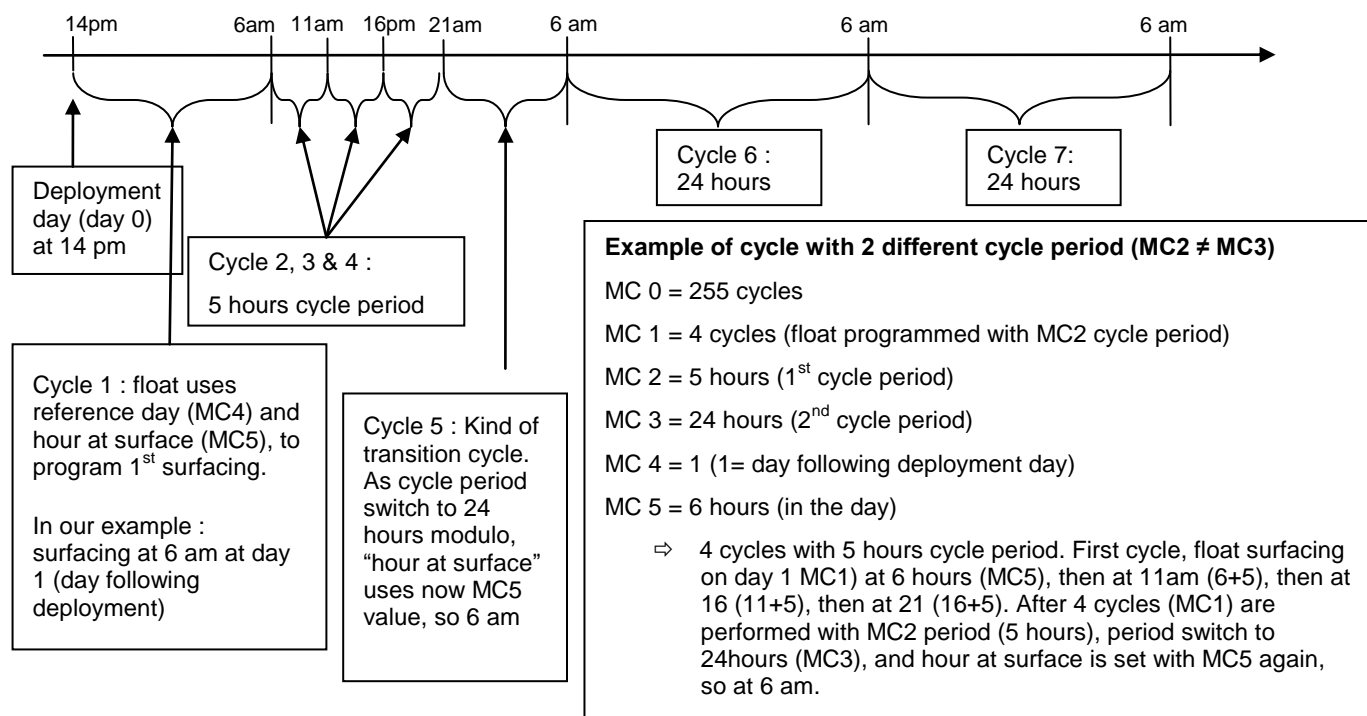 14pm 6am 11am 16pm 21am 6 am 6 am 6 am
Deployment
day (day 0)
at 14 pm
Cycle 2, 3 & 4 :
5 hours cycle period
Cycle 6 :
24 hours
Cycle 7:
24 hours
Cycle 1 : float uses
reference day (MC4) and
hour at surface (MC5), to
program 1st surfacing.
In our example :
surfacing at 6 am at day
1 (day following
deployment)
Cycle 5 : Kind of
transition cycle.
As cycle period
switch to 24
hours modulo,
“hour at surface”
uses now MC5
value, so 6 am
Example of cycle with 2 different cycle period (MC2 ≠ MC3)
MC 0 = 255 cycles
MC 1 = 4 cycles (float programmed with MC2 cycle period)
MC 2 = 5 hours (1st cycle period)
MC 3 = 24 hours (2nd cycle period)
MC 4 = 1 (1= day following deployment day)
MC 5 = 6 hours (in the day)
⇨ 4 cycles with 5 hours cycle period. First cycle, float surfacing
on day 1 MC1) at 6 hours (MC5), then at 11am (6+5), then at
16 (11+5), then at 21 (16+5). After 4 cycles (MC1) are
performed with MC2 period (5 hours), period switch to
24hours (MC3), and hour at surface is set with MC5 again,
so at 6 am.